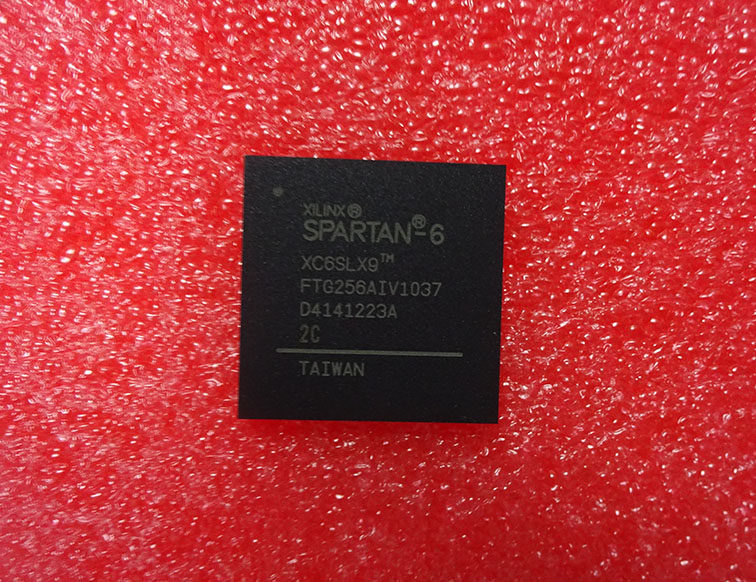 XILINX®
SPARTAN®-6
XC6SLX9™
FTG256AIV1037
D4141223A
2C
TAIWAN